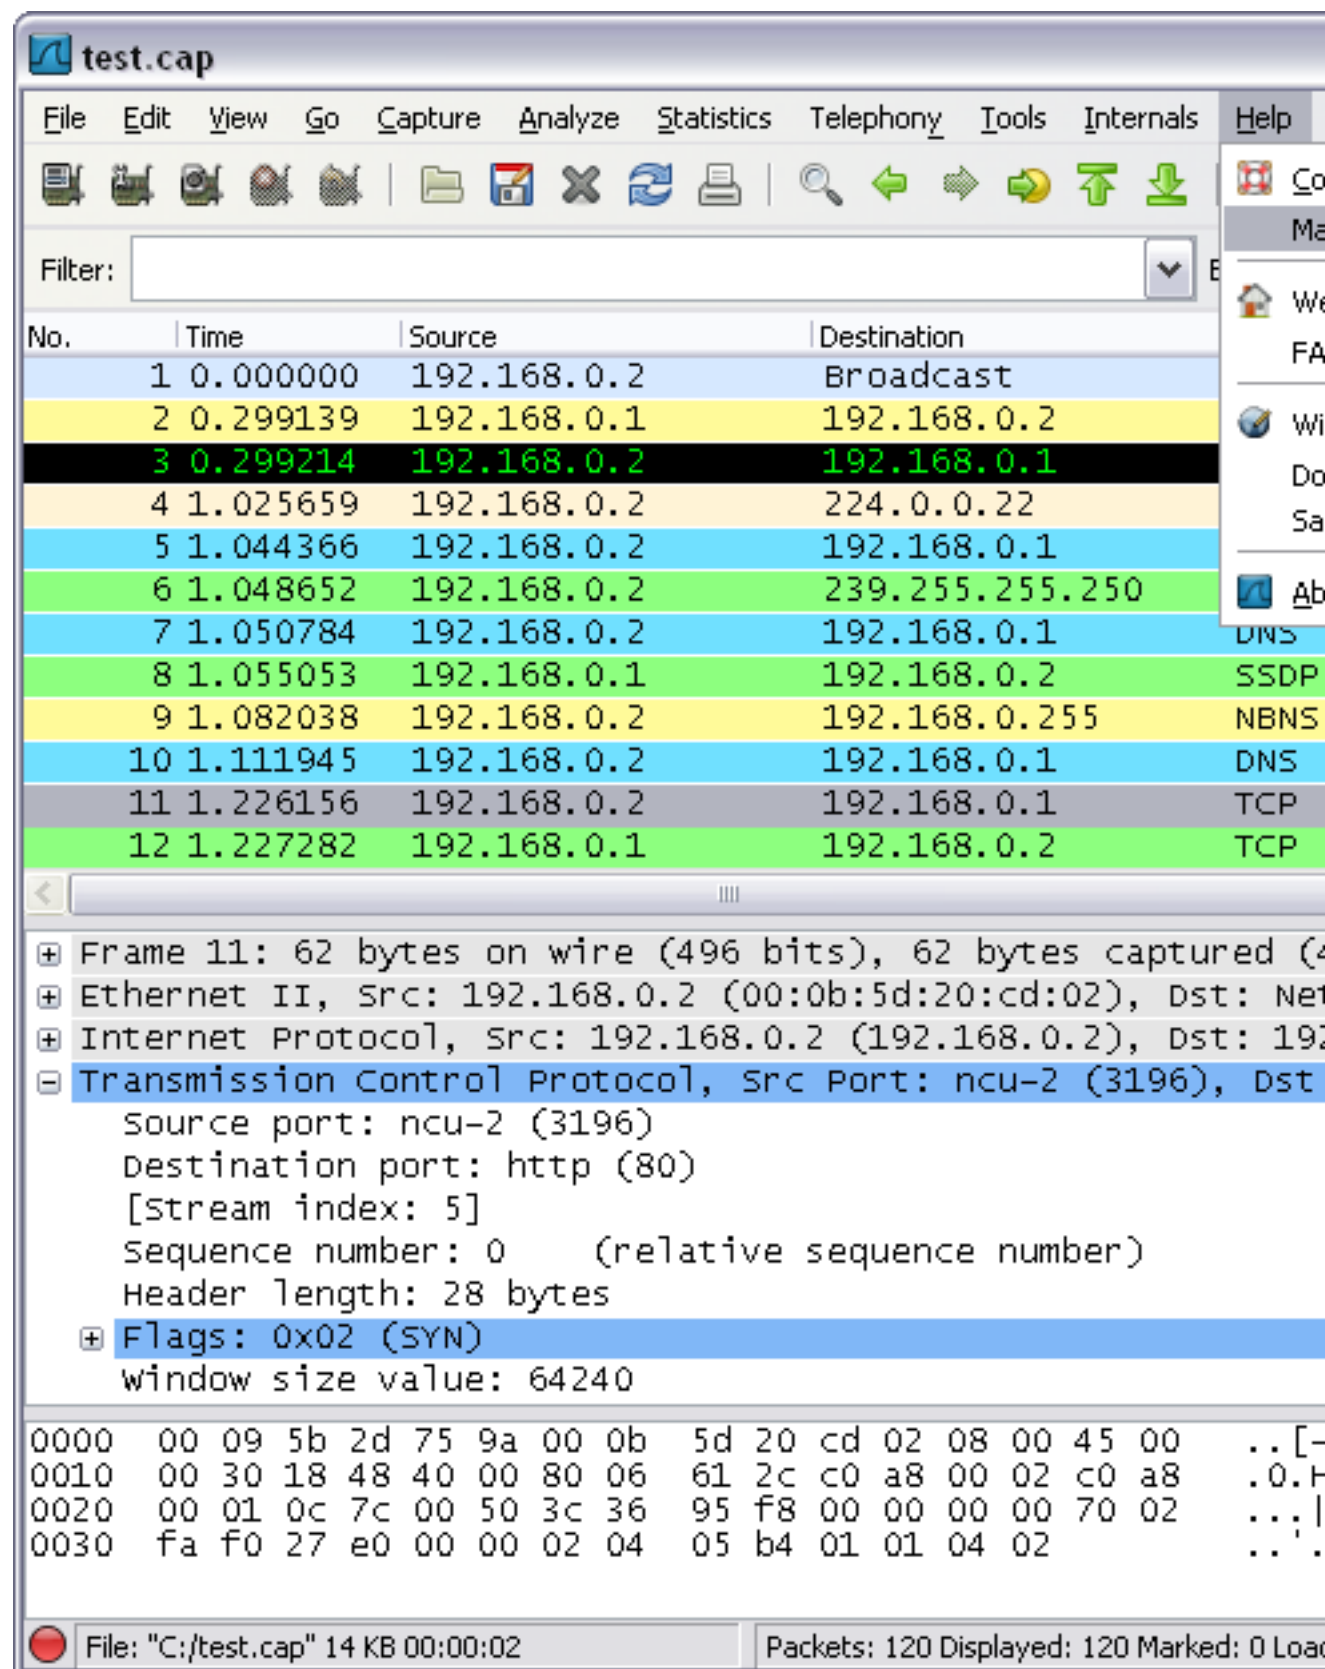 test.cap
File Edit View Go Capture Analyze Statistics Telephony Tools Internals Help
Filter:
No. Time Source Destination
1 0.000000 192.168.0.2 Broadcast
2 0.299139 192.168.0.1 192.168.0.2
3 0.299214 192.168.0.2 192.168.0.1
4 1.025659 192.168.0.2 224.0.0.22
5 1.044366 192.168.0.2 192.168.0.1
6 1.048652 192.168.0.2 239.255.255.250
7 1.050784 192.168.0.2 192.168.0.1 DNS
8 1.055053 192.168.0.1 192.168.0.2 SSDP
9 1.082038 192.168.0.2 192.168.0.255 NBNS
10 1.111945 192.168.0.2 192.168.0.1 DNS
11 1.226156 192.168.0.2 192.168.0.1 TCP
12 1.227282 192.168.0.1 192.168.0.2 TCP
Co
Ma
We
FA
Wi
Do
Sa
Ab
Frame 11: 62 bytes on wire (496 bits), 62 bytes captured (4
Ethernet II, Src: 192.168.0.2 (00:0b:5d:20:cd:02), Dst: Net
Internet Protocol, Src: 192.168.0.2 (192.168.0.2), Dst: 192
Transmission Control Protocol, Src Port: ncu-2 (3196), Dst
Source port: ncu-2 (3196)
Destination port: http (80)
[Stream index: 5]
Sequence number: 0 (relative sequence number)
Header length: 28 bytes
Flags: 0x02 (SYN)
Window size value: 64240
0000 00 09 5b 2d 75 9a 00 0b 5d 20 cd 02 08 00 45 00 ..[-
0010 00 30 18 48 40 00 80 06 61 2c c0 a8 00 02 c0 a8 .0.H
0020 00 01 0c 7c 00 50 3c 36 95 f8 00 00 00 00 70 02 ...|
0030 fa f0 27 e0 00 00 02 04 05 b4 01 01 04 02 ..'.
File: "C:/test.cap" 14 KB 00:00:02
Packets: 120 Displayed: 120 Marked: 0 Load